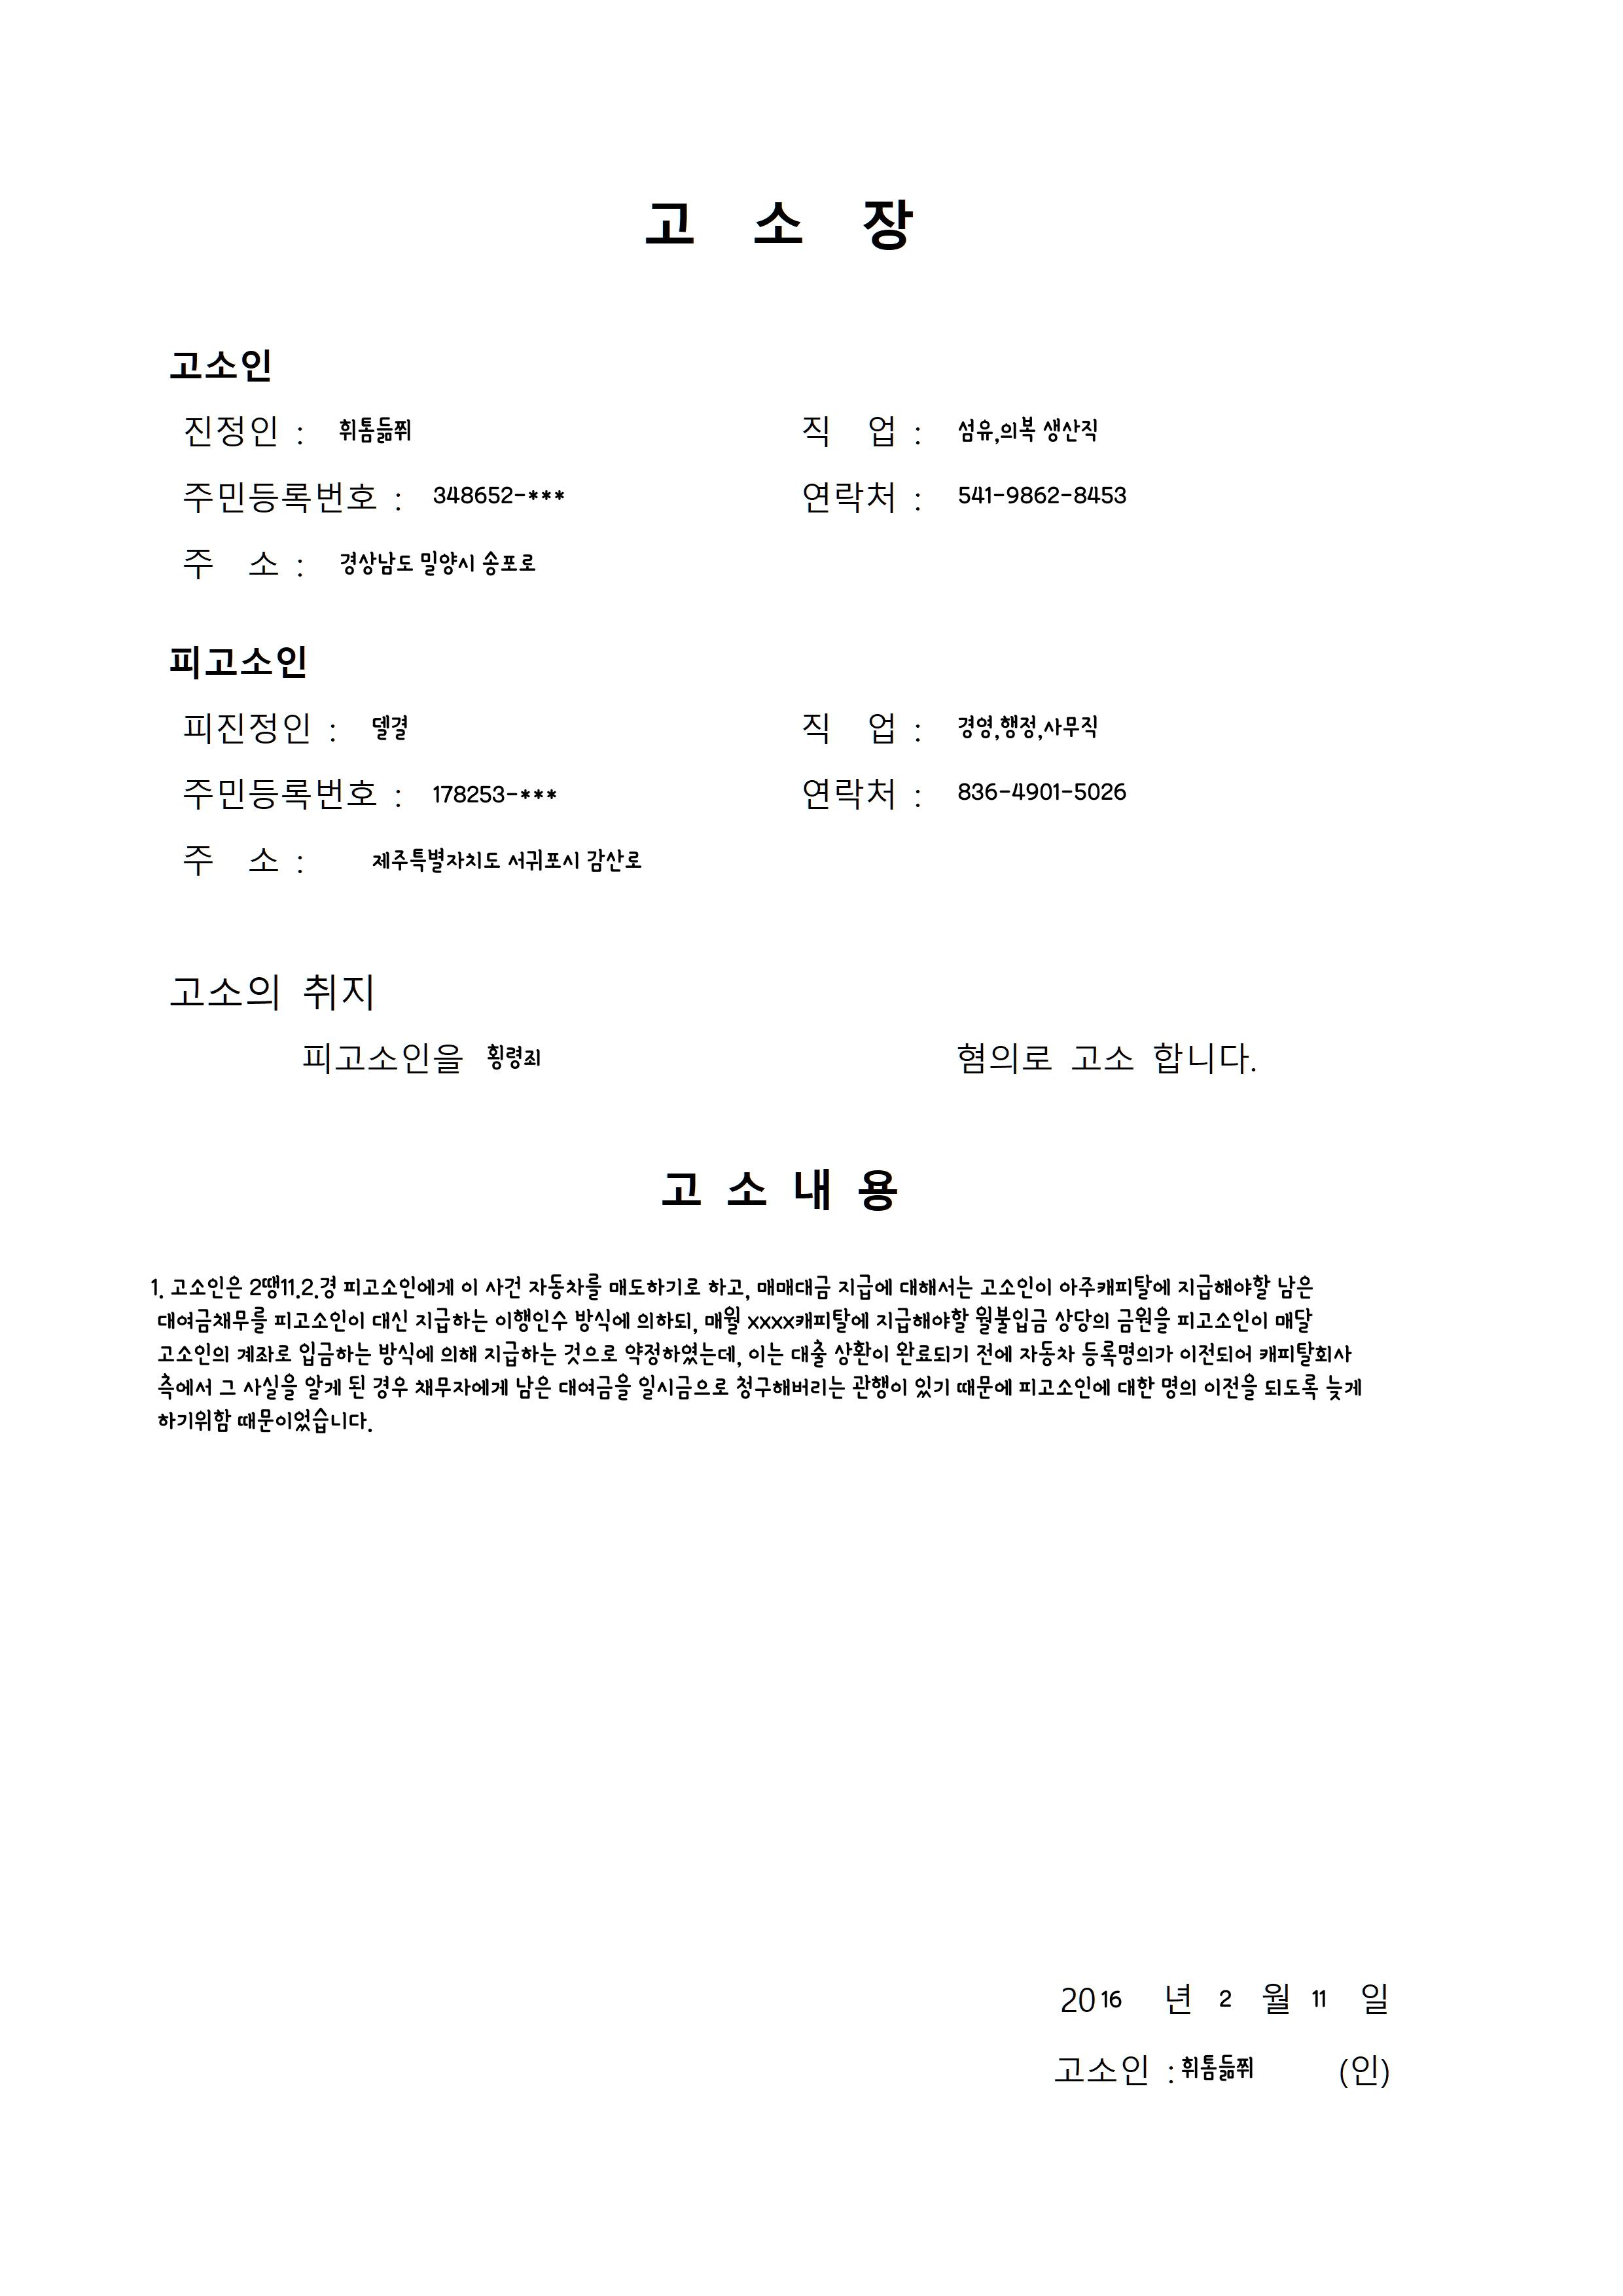 고 소 장
고소인
진정인 : 휘톰듦쮜 직 업 : 섬유,의복 생산직
주민등록번호 : 348652-*** 연락처 : 541-9862-8453
주 소 : 경상남도 밀양시 송포로
피고소인
피진정인 : 델결 직 업 : 경영,행정,사무직
주민등록번호 : 178253-*** 연락처 : 836-4901-5026
주 소 : 제주특별자치도 서귀포시 감산로
고소의 취지
피고소인을 횡령죄 혐의로 고소 합니다.
고 소 내 용
1. 고소인은 2땡11.2.경 피고소인에게 이 사건 자동차를 매도하기로 하고, 매매대금 지급에 대해서는 고소인이 아주캐피탈에 지급해야할 남은
대여금채무를 피고소인이 대신 지급하는 이행인수 방식에 의하되, 매월 xxxx캐피탈에 지급해야할 월불입금 상당의 금원을 피고소인이 매달
고소인의 계좌로 입금하는 방식에 의해 지급하는 것으로 약정하였는데, 이는 대출 상환이 완료되기 전에 자동차 등록명의가 이전되어 캐피탈회사
측에서 그 사실을 알게 된 경우 채무자에게 남은 대여금을 일시금으로 청구해버리는 관행이 있기 때문에 피고소인에 대한 명의 이전을 되도록 늦게
하기위함 때문이었습니다.
2016 년 2 월 11 일
고소인 : 휘톰듦쮜 (인)